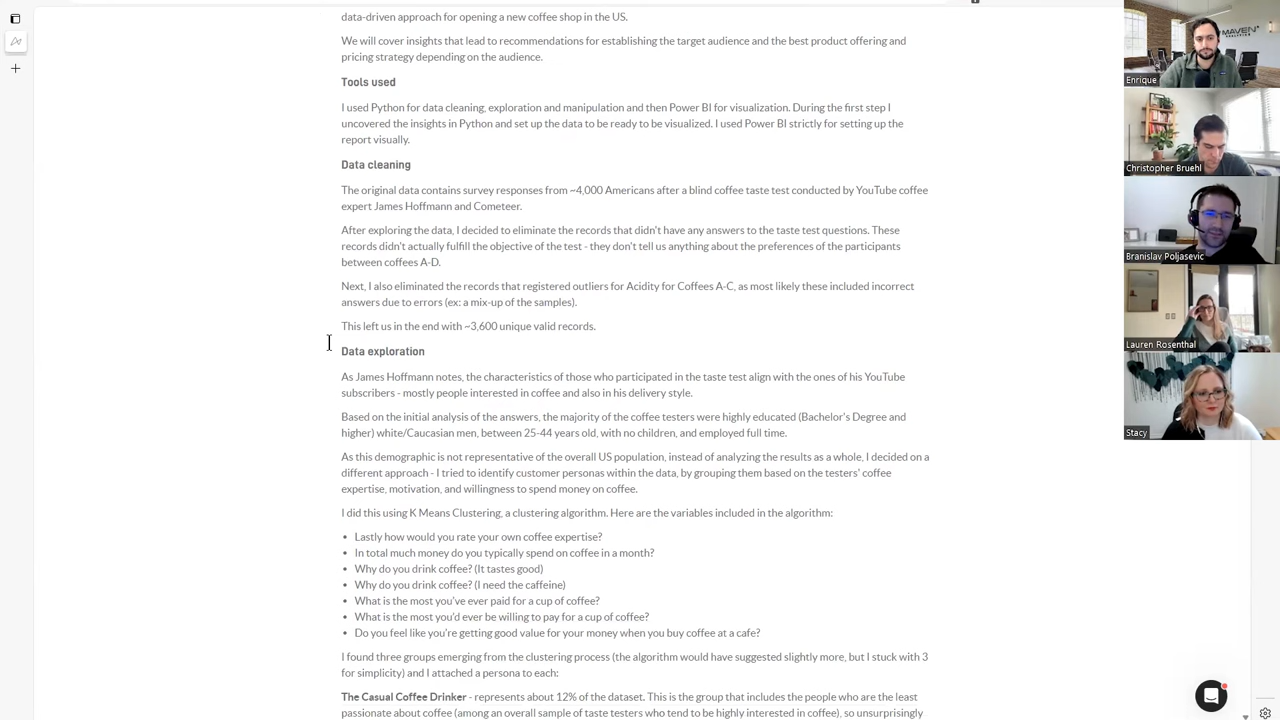 data-driven approach for opening a new coffee shop in the US.
We will cover insights that lead to recommendations for establishing the target audience and the best product offering and
pricing strategy depending on the audience.
Tools used
I used Python for data cleaning, exploration and manipulation and then Power BI for visualization. During the first step I
uncovered the insights in Python and set up the data to be ready to be visualized. I used Power BI strictly for setting up the
report visually.
Data cleaning
The original data contains survey responses from ~4,000 Americans after a blind coffee taste test conducted by YouTube coffee
expert James Hoffmann and Cometeer.
After exploring the data, I decided to eliminate the records that didn't have any answers to the taste test questions. These
records didn't actually fulfill the objective of the test - they don't tell us anything about the preferences of the participants
between coffees A-D.
Next, I also eliminated the records that registered outliers for Acidity for Coffees A-C, as most likely these included incorrect
answers due to errors (ex: a mix-up of the samples).
This left us in the end with ~3,600 unique valid records.
Data exploration
As James Hoffmann notes, the characteristics of those who participated in the taste test align with the ones of his YouTube
subscribers - mostly people interested in coffee and also in his delivery style.
Based on the initial analysis of the answers, the majority of the coffee testers were highly educated (Bachelor's Degree and
higher) white/Caucasian men, between 25-44 years old, with no children, and employed full time.
As this demographic is not representative of the overall US population, instead of analyzing the results as a whole, I decided on a
different approach - I tried to identify customer personas within the data, by grouping them based on the testers' coffee
expertise, motivation, and willingness to spend money on coffee.
I did this using K Means Clustering, a clustering algorithm. Here are the variables included in the algorithm:
• Lastly how would you rate your own coffee expertise?
• In total much money do you typically spend on coffee in a month?
• Why do you drink coffee? (It tastes good)
• Why do you drink coffee? (I need the caffeine)
• What is the most you've ever paid for a cup of coffee?
• What is the most you'd ever be willing to pay for a cup of coffee?
• Do you feel like you're getting good value for your money when you buy coffee at a cafe?
I found three groups emerging from the clustering process (the algorithm would have suggested slightly more, but I stuck with 3
for simplicity) and I attached a persona to each:
The Casual Coffee Drinker - represents about 12% of the dataset. This is the group that includes the people who are the least
passionate about coffee (among an overall sample of taste testers who tend to be highly interested in coffee), so unsurprisingly
MAVEN
Enrique
Christopher Bruehl
Branislav Poljasevic
Lauren Rosenthal
Stacy